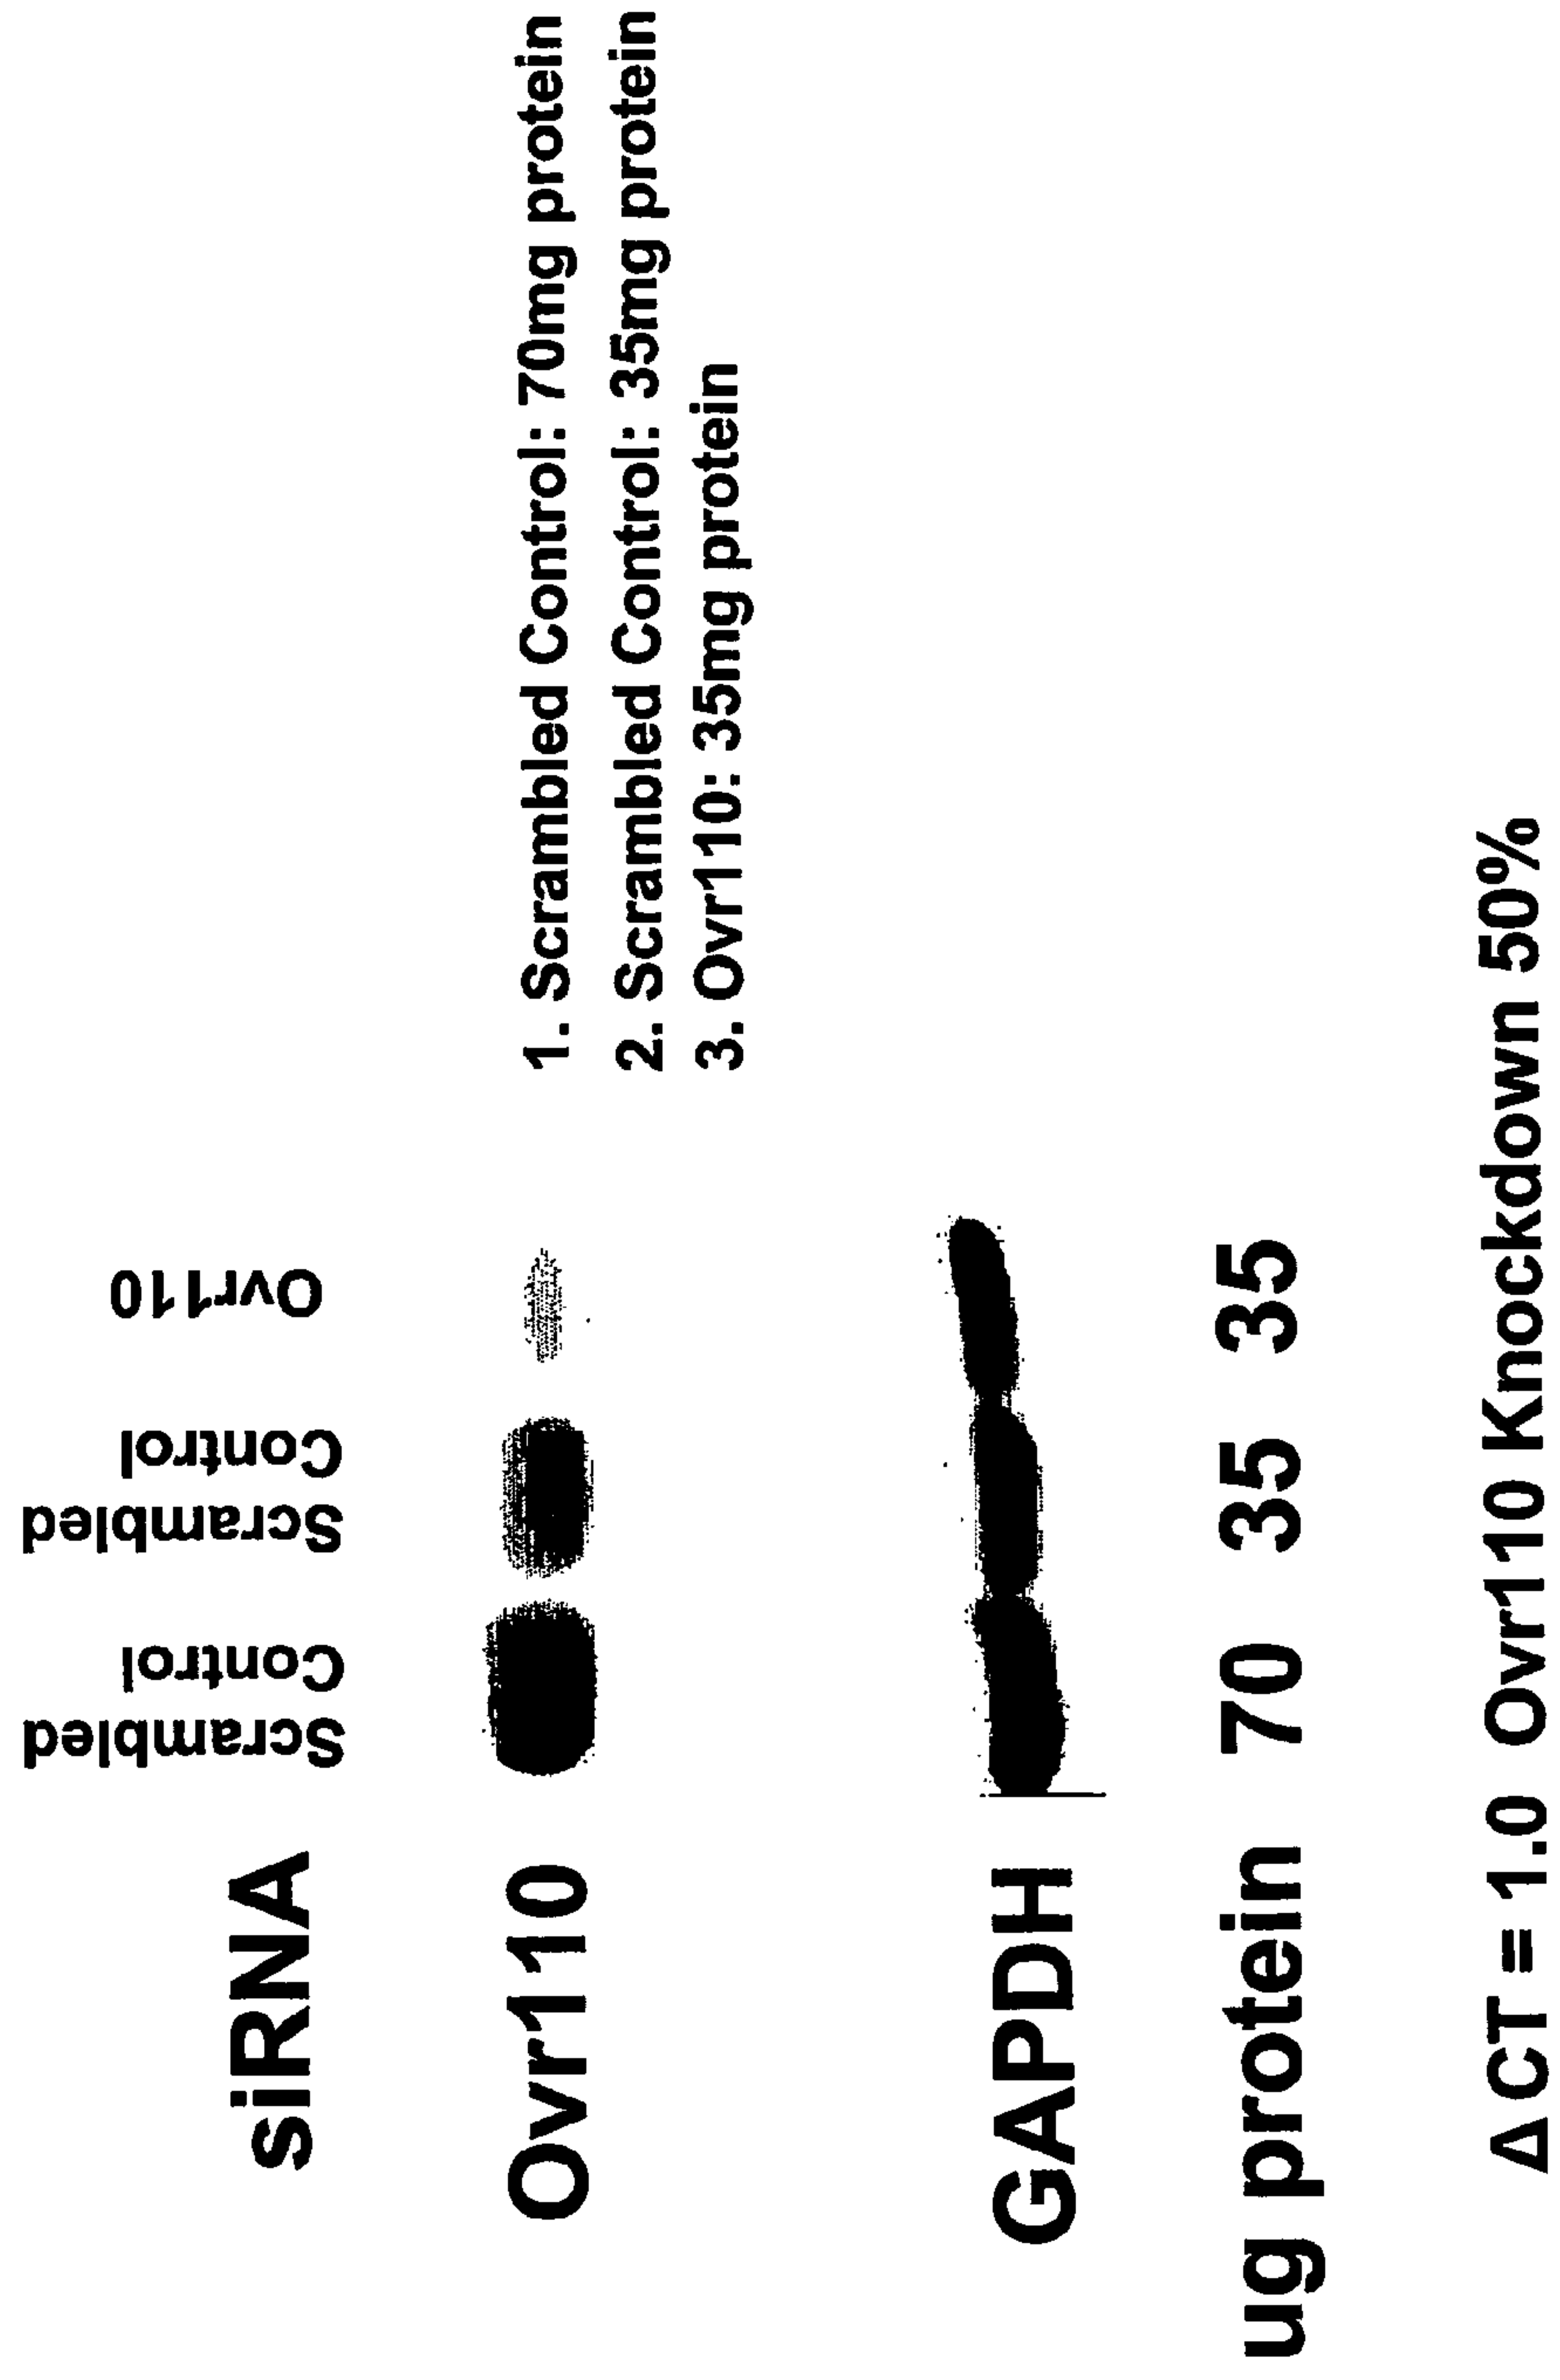 Scrambled
Control
Scrambled
Control
Ovr110
siRNA
Ovr110
1. Scrambled Control: 70mg protein
2. Scrambled Control: 35mg protein
3. Ovr110: 35mg protein
GAPDH
ug protein 70 35 35
ΔCT = 1.0 Ovr110 Knockdown 50%